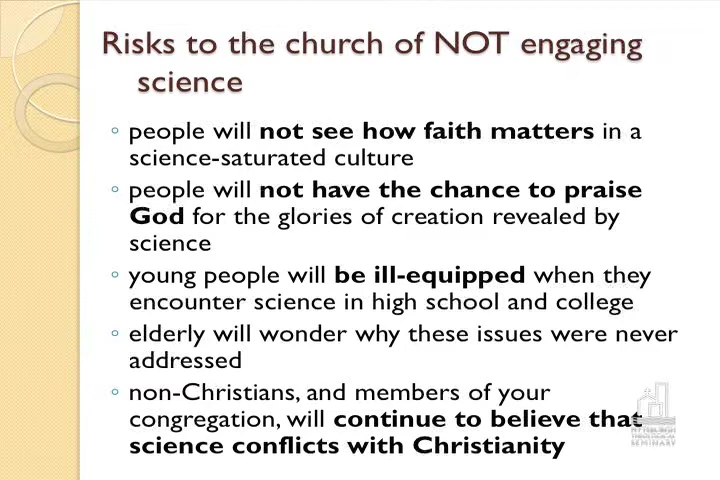 Risks to the church of NOT engaging
science
◦ people will not see how faith matters in a
science-saturated culture
◦ people will not have the chance to praise
God for the glories of creation revealed by
science
◦ young people will be ill-equipped when they
encounter science in high school and college
◦ elderly will wonder why these issues were never
addressed
◦ non-Christians, and members of your
congregation, will continue to believe that
science conflicts with Christianity
PITTSBURGH
THEOLOGICAL
SEMINARY